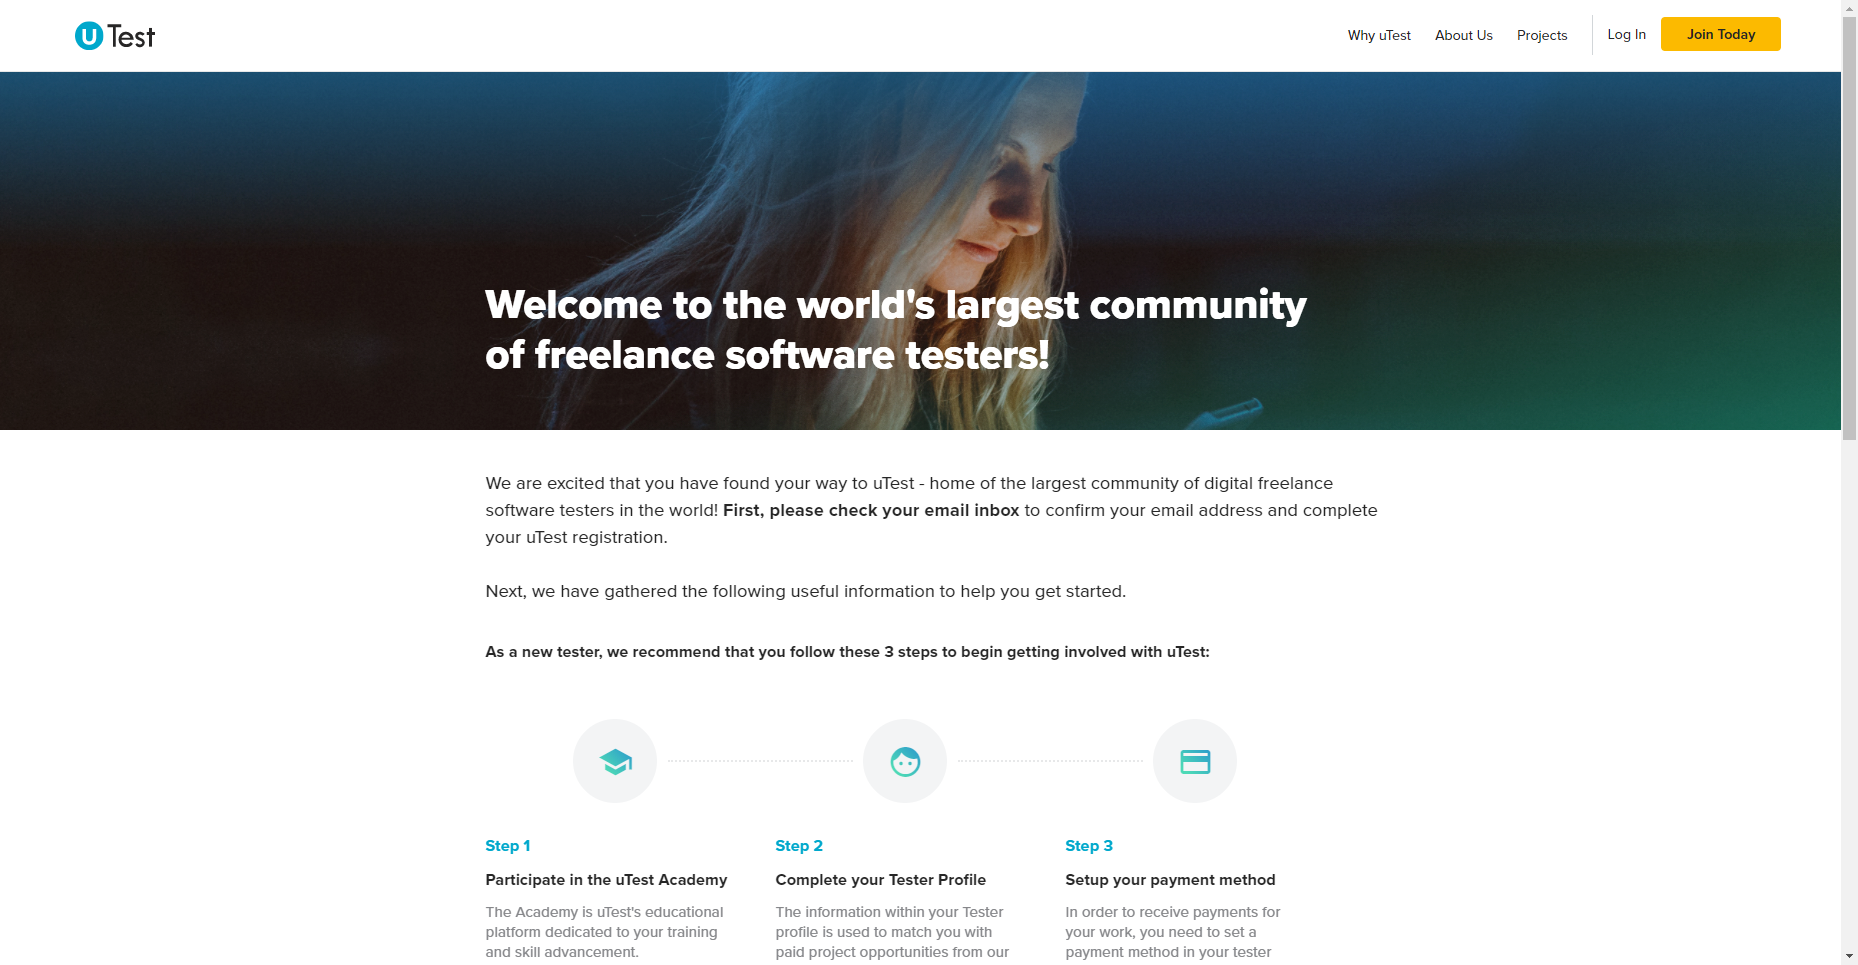 uTest
Why uTest
About Us
Projects
Log In
Join Today
Welcome to the world's largest community
of freelance software testers!
We are excited that you have found your way to uTest - home of the largest community of digital freelance
software testers in the world! First, please check your email inbox to confirm your email address and complete
your uTest registration.
Next, we have gathered the following useful information to help you get started.
As a new tester, we recommend that you follow these 3 steps to begin getting involved with uTest:
Step 1
Participate in the uTest Academy
The Academy is uTest's educational
platform dedicated to your training
and skill advancement.
Step 2
Complete your Tester Profile
The information within your Tester
profile is used to match you with
paid project opportunities from our
Step 3
Setup your payment method
In order to receive payments for
your work, you need to set a
payment method in your tester